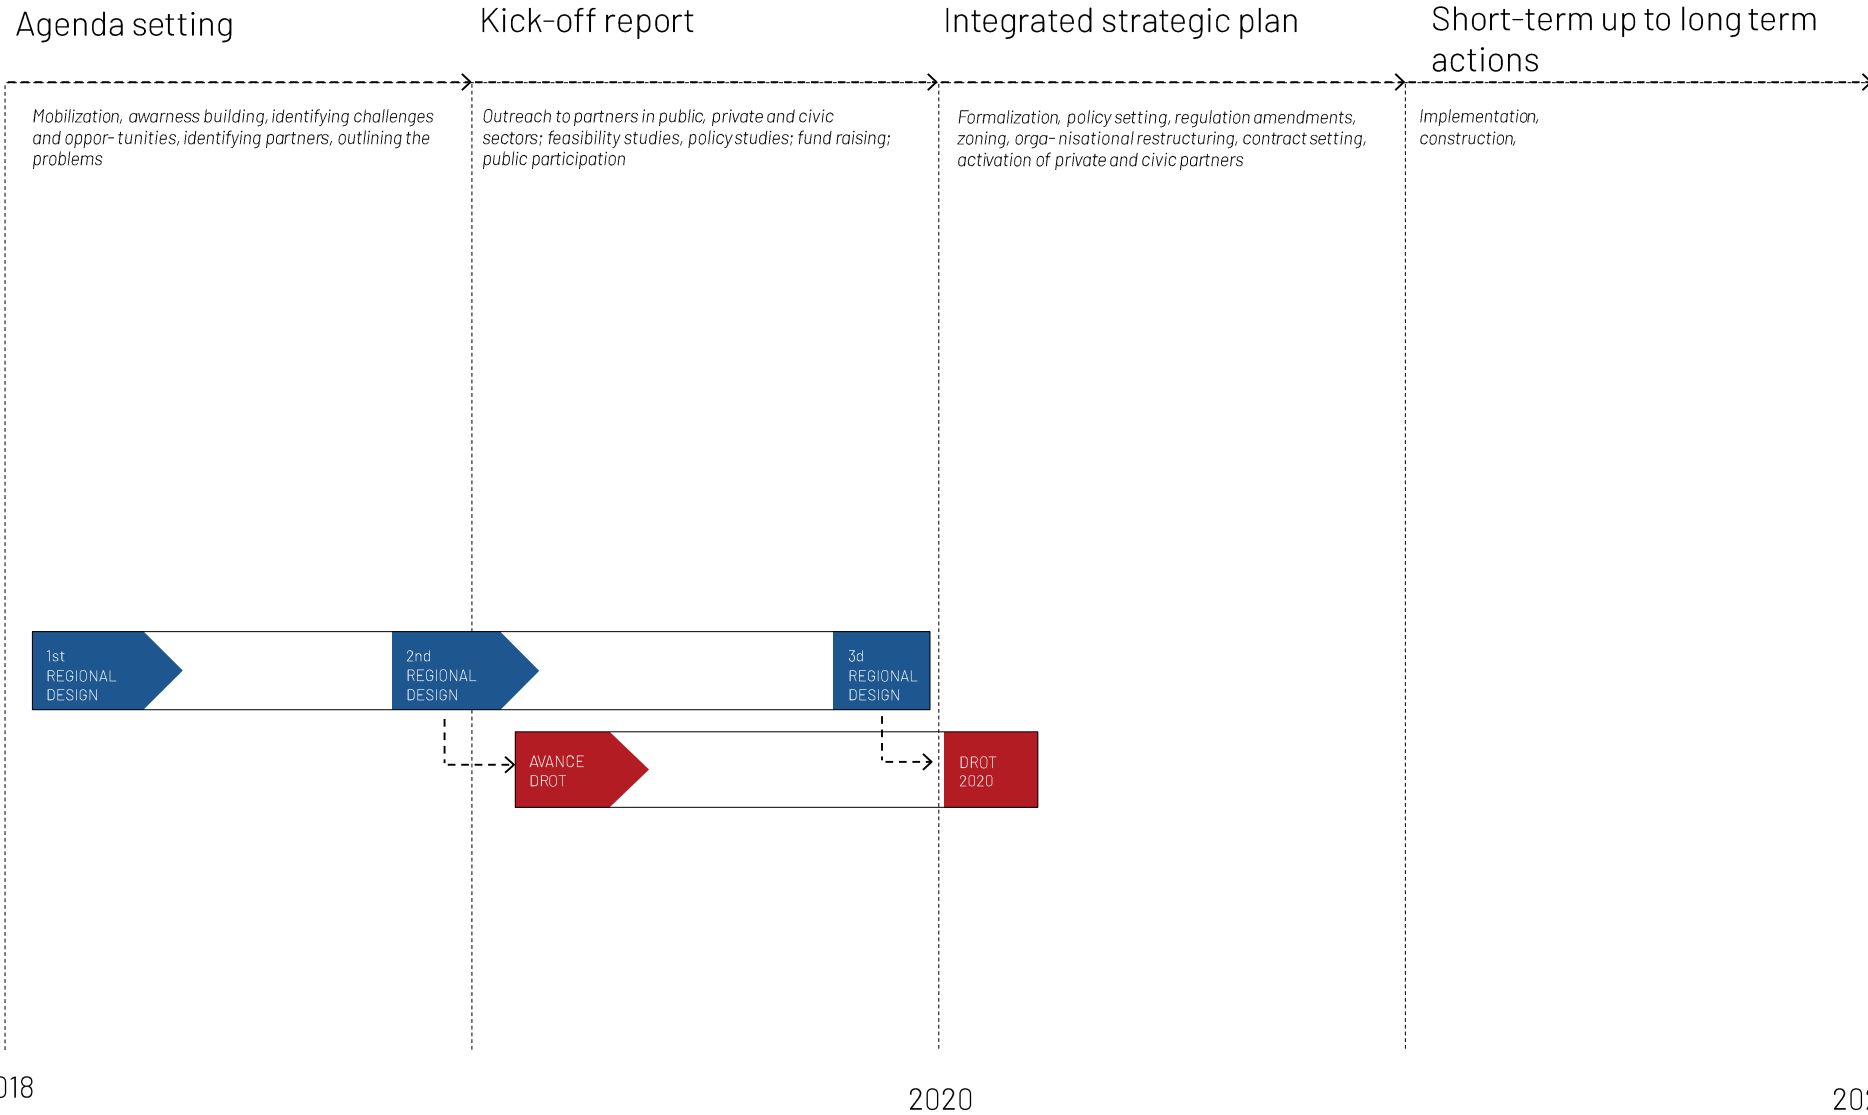 Agenda setting
Kick-off report
Integrated strategic plan
Short-term up to long term
actions
Mobilization, awarness building, identifying challenges
and oppor- tunities, identifying partners, outlining the
problems
Outreach to partners in public, private and civic
sectors; feasibility studies, policy studies; fund raising;
public participation
Formalization, policy setting, regulation amendments,
zoning, orga- nisational restructuring, contract setting,
activation of private and civic partners
Implementation,
construction,
1st
REGIONAL
DESIGN
2nd
REGIONAL
DESIGN
3d
REGIONAL
DESIGN
AVANCE
DROT
DROT
2020
2020